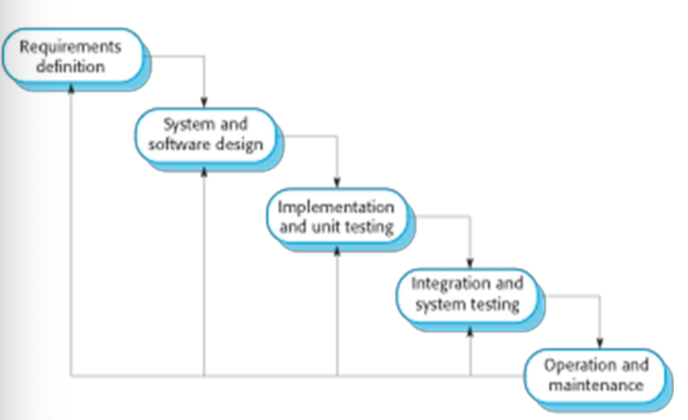 Requirements
definition
System and
software design
Implementation
and unit testing
Integration and
system testing
Operation and
maintenance